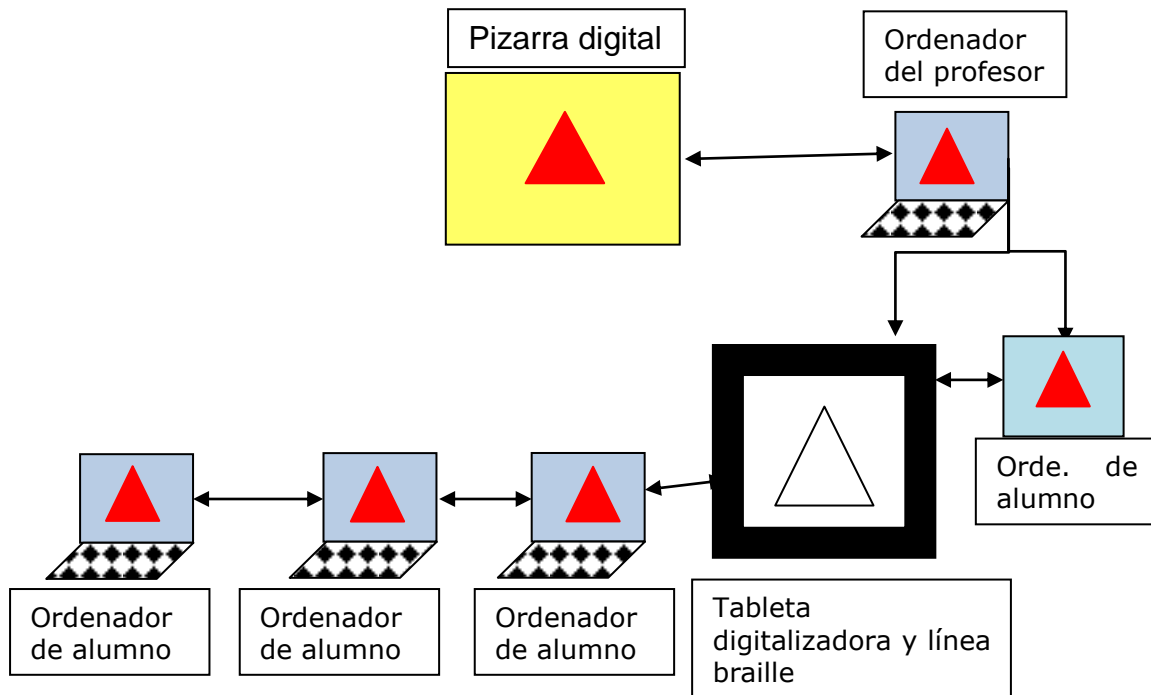 Pizarra digital
Ordenador
del profesor
Orde. de
alumno
Ordenador
de alumno
Ordenador
de alumno
Ordenador
de alumno
Tableta
digitalizadora y línea
braille